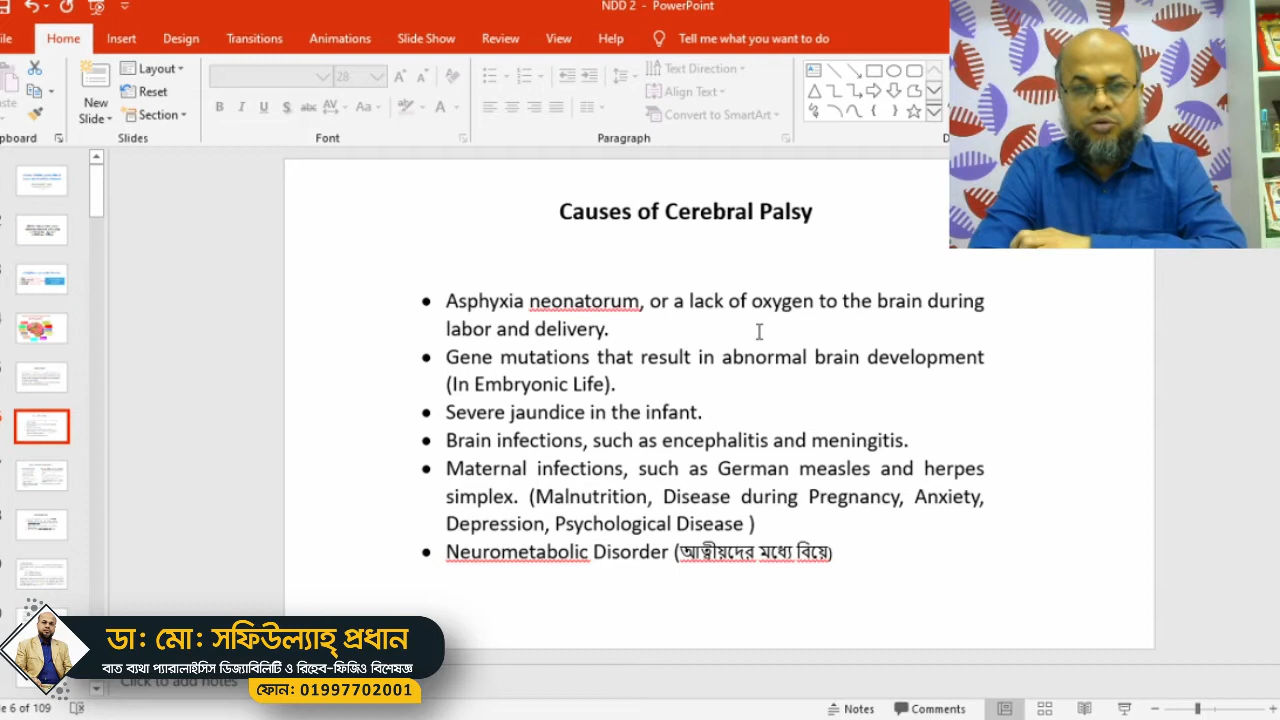 NDD 2 - PowerPoint
Home Insert Design Transitions Animations Slide Show Review View Help Tell me what you want to do
Layout
Reset
Section
New
Slide
28
B I U S abc AV Aa A
Text Direction
Align Text
Convert to SmartArt
Slides Font Paragraph
Causes of Cerebral Palsy
• Asphyxia neonatorum, or a lack of oxygen to the brain during
labor and delivery.
• Gene mutations that result in abnormal brain development
(In Embryonic Life).
• Severe jaundice in the infant.
• Brain infections, such as encephalitis and meningitis.
• Maternal infections, such as German measles and herpes
simplex. (Malnutrition, Disease during Pregnancy, Anxiety,
Depression, Psychological Disease )
• Neurometabolic Disorder (আত্বীয়দের মধ্যে বিয়ে)
ডা: মো: সফিউল্যাহ্ প্রধান
বাত ব্যথা প্যারালাইসিস ডিজ্যাবিলিটি ও রিহেব-ফিজিও বিশেষজ্ঞ
ফোন: 01997702001
Click to add notes
6 of 109
Notes Comments